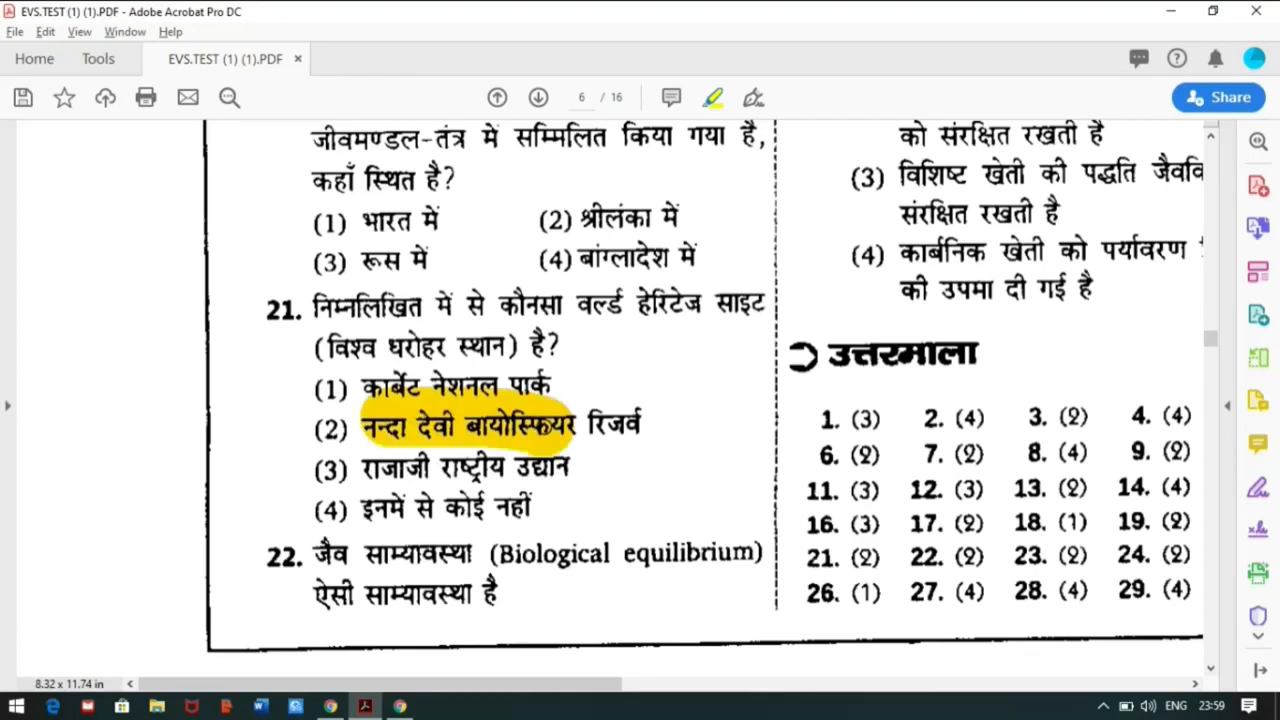 EVS.TEST (1) (1).PDF - Adobe Acrobat Pro DC
File Edit View Window Help
Home Tools EVS.TEST (1) (1).PDF ×
6 / 16
Share
जीवमण्डल-तंत्र में सम्मिलित किया गया है,
कहाँ स्थित है?
(1) भारत में (2) श्रीलंका में
(3) रूस में (4) बांग्लादेश में
21. निम्नलिखित में से कौनसा वर्ल्ड हेरिटेज साइट
(विश्व धरोहर स्थान) है?
(1) कार्बेट नेशनल पार्क
(2) नन्दा देवी बायोस्फियर रिजर्व
(3) राजाजी राष्ट्रीय उद्यान
(4) इनमें से कोई नहीं
22. जैव साम्यावस्था (Biological equilibrium)
ऐसी साम्यावस्था है
को संरक्षित रखती है
(3) विशिष्ट खेती की पद्धति जैववि
संरक्षित रखती है
(4) कार्बनिक खेती को पर्यावरण
की उपमा दी गई है
उत्तरमाला
1. (3) 2. (4) 3. (2) 4. (4)
6. (2) 7. (2) 8. (4) 9. (2)
11. (3) 12. (3) 13. (2) 14. (4)
16. (3) 17. (2) 18. (1) 19. (2)
21. (2) 22. (2) 23. (2) 24. (2)
26. (1) 27. (4) 28. (4) 29. (4)
8.32 x 11.74 in
ENG 23:59